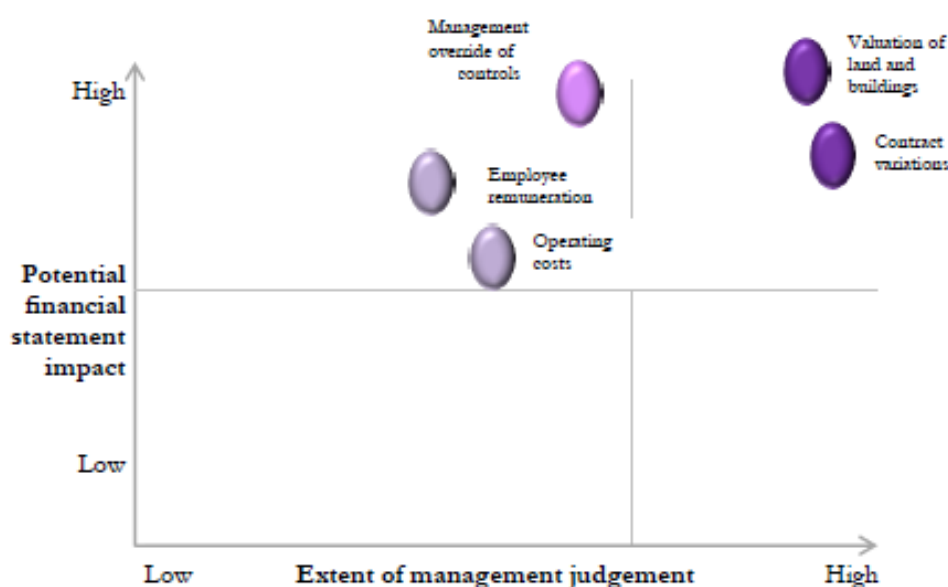 Management
override of
controls
Valuation of
land and
buildings
High
Contract
variations
Employee
remuneration
Operating
costs
Potential
financial
statement
impact
Low
Low
Extent of management judgement
High